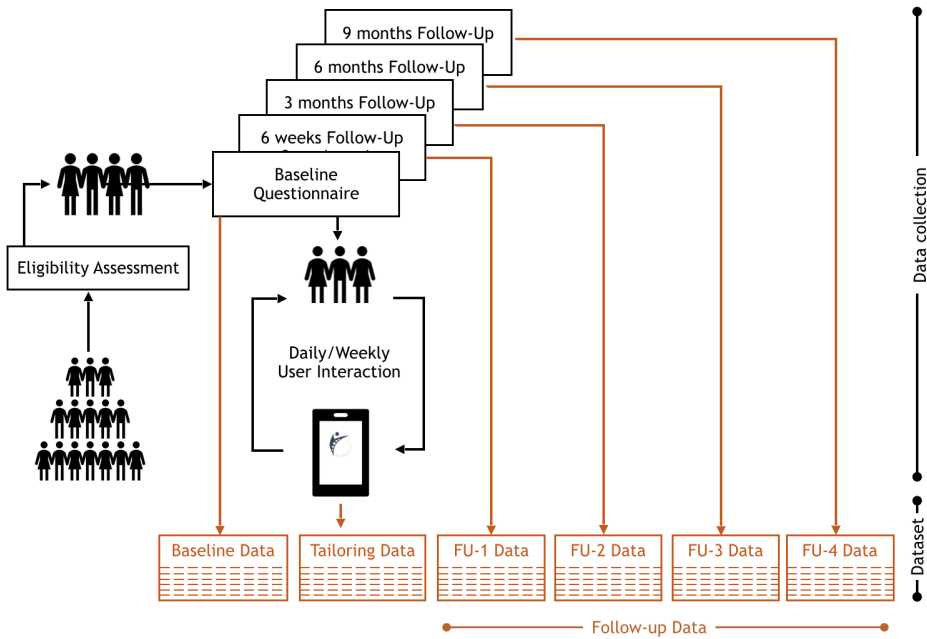 9 months Follow-Up
6 months Follow-Up
3 months Follow-Up
6 weeks Follow-Up
Baseline
Questionnaire
Eligibility Assessment
Daily/Weekly
User Interaction
Data collection
Dataset
Baseline Data
Tailoring Data
FU-1 Data
FU-2 Data
FU-3 Data
FU-4 Data
Follow-up Data